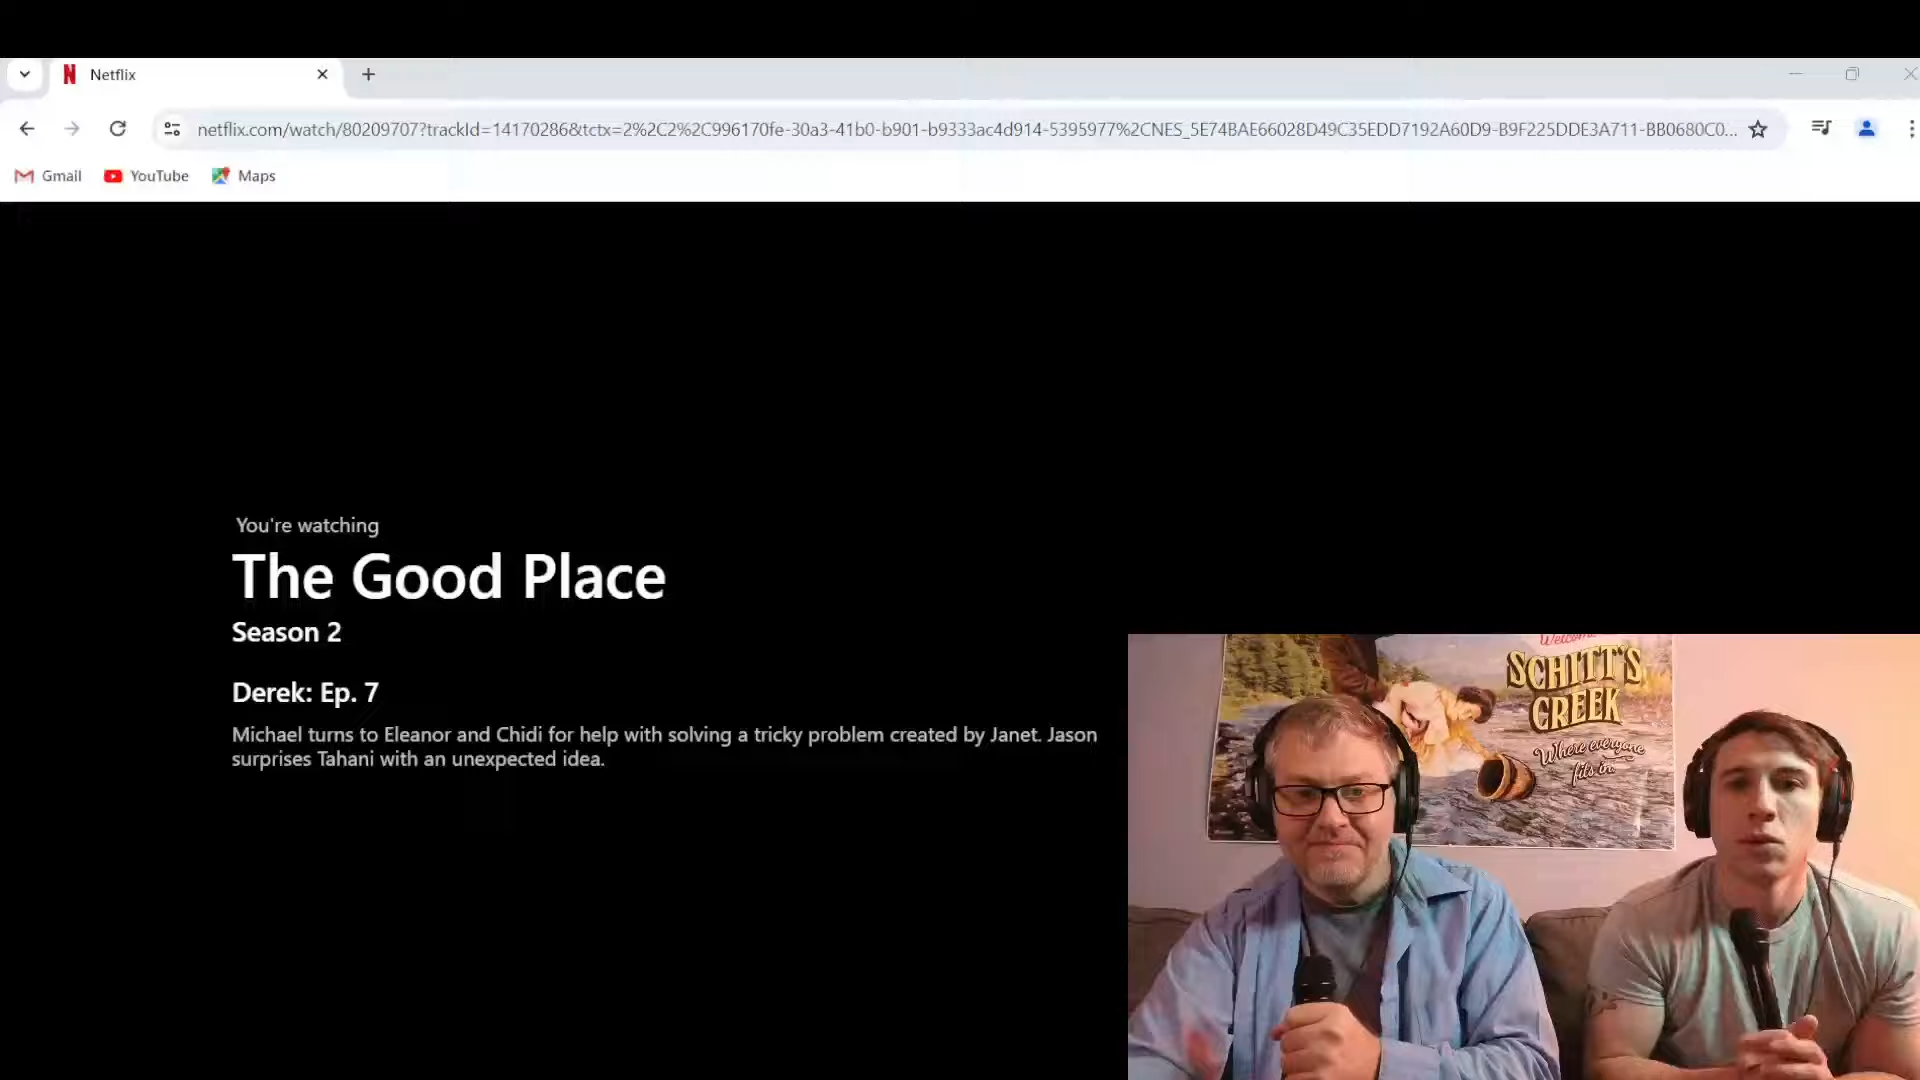 Netflix
netflix.com/watch/80209707?trackId=14170286&tctx=2%2C2%2C996170fe-30a3-41b0-b901-b9333ac4d914-5395977%2CNES_5E74BAE66028D49C35EDD7192A60D9-B9F225DDE3A711-BB0680C0...
Gmail YouTube Maps
You're watching
The Good Place
Season 2
Derek: Ep. 7
Michael turns to Eleanor and Chidi for help with solving a tricky problem created by Janet. Jason
surprises Tahani with an unexpected idea.
Welcome
SCHITT'S
CREEK
Where everyone
fits in.